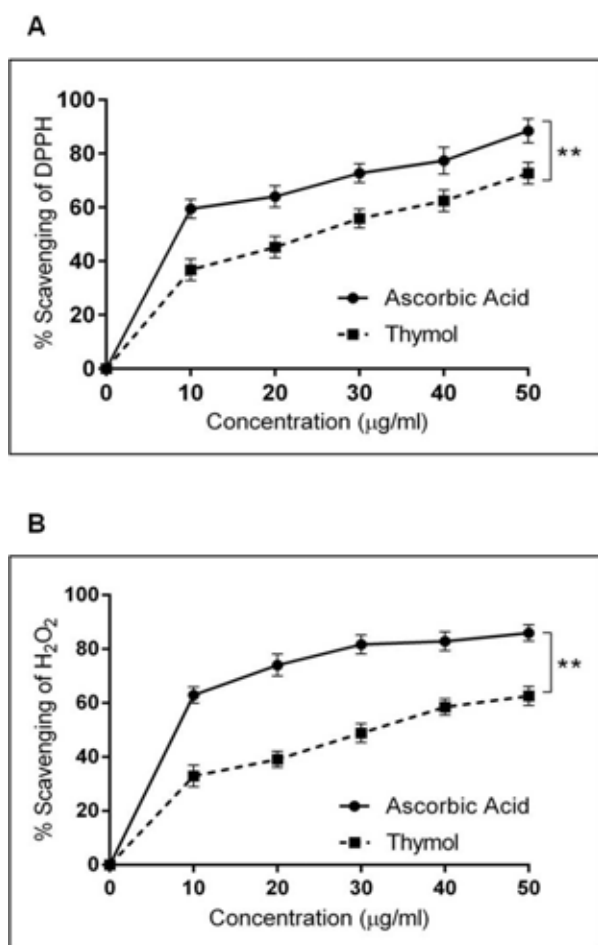 A
% Scavenging of DPPH
100
80
60
40
20
0
**
Ascorbic Acid
Thymol
0 10 20 30 40 50
Concentration (μg/ml)
B
% Scavenging of H₂O₂
100
80
60
40
20
0
**
Ascorbic Acid
Thymol
0 10 20 30 40 50
Concentration (μg/ml)